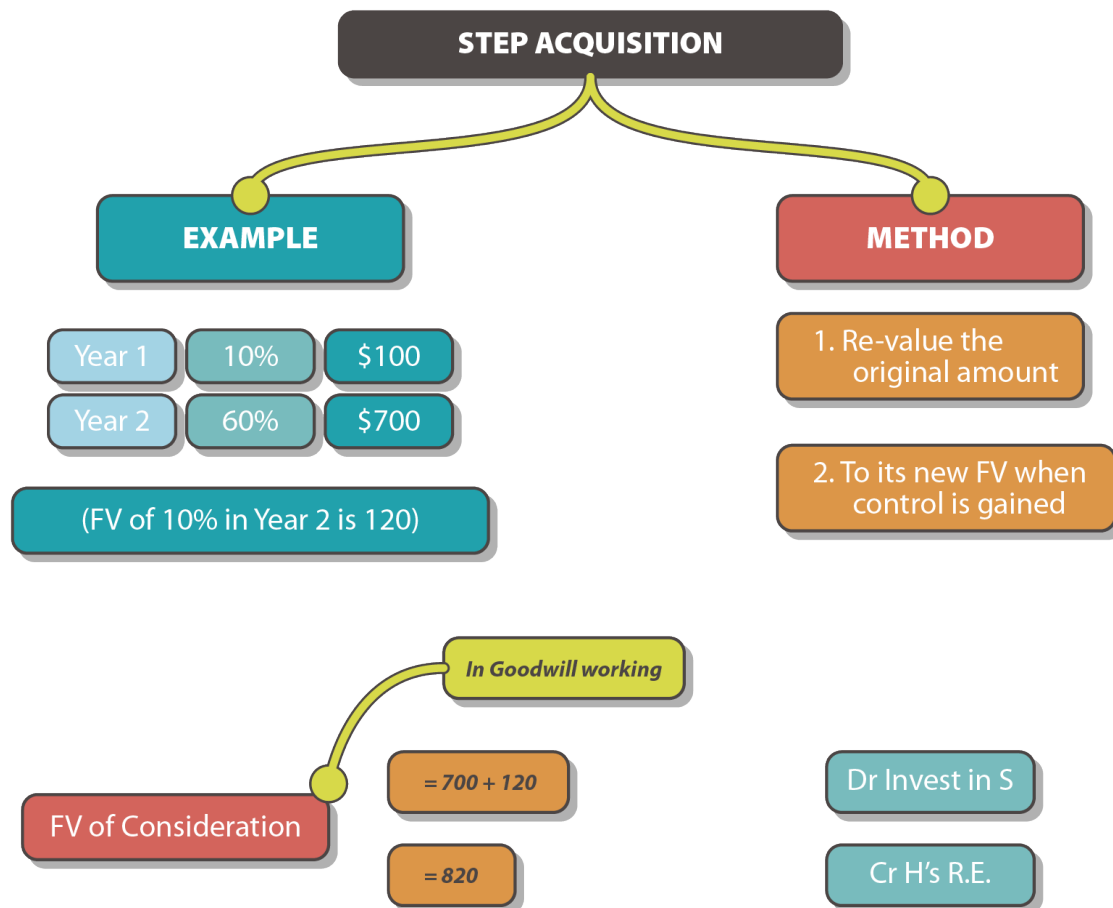 STEP ACQUISITION
EXAMPLE
METHOD
Year 1 10% $100
Year 2 60% $700
(FV of 10% in Year 2 is 120)
1. Re-value the
original amount
2. To its new FV when
control is gained
In Goodwill working
FV of Consideration
= 700 + 120
= 820
Dr Invest in S
Cr H's R.E.